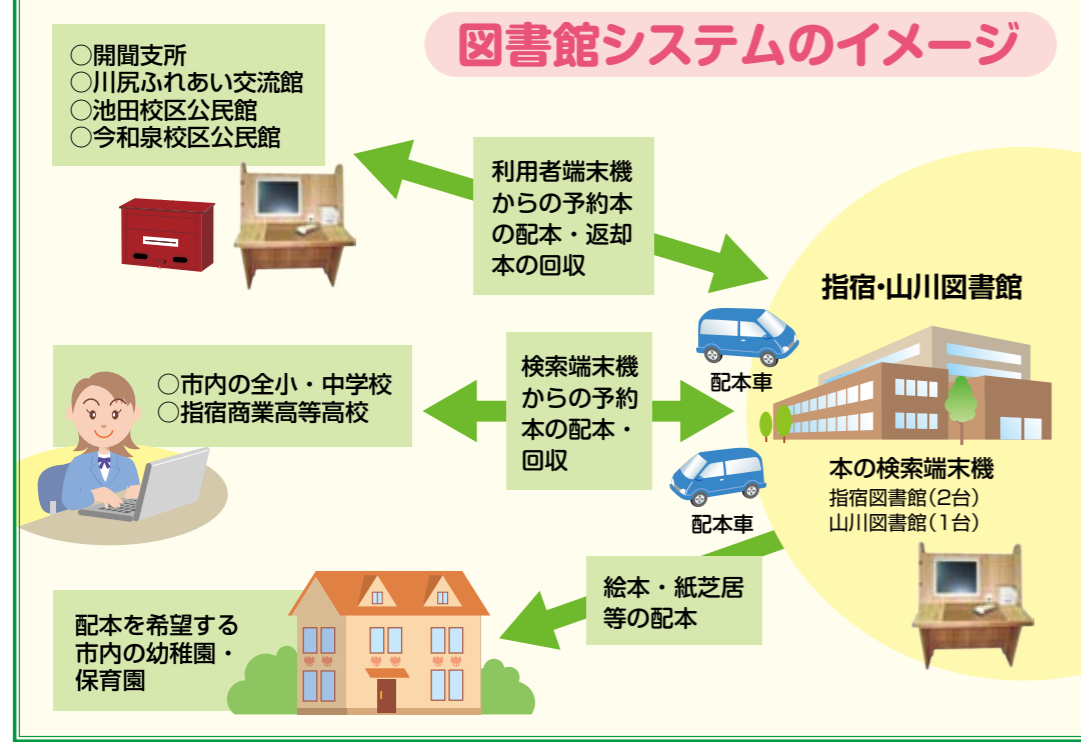 図書館システムのイメージ
○開聞支所
○川尻ふれあい交流館
○池田校区公民館
○今和泉校区公民館
利用者端末機
からの予約本
の配本・返却
本の回収
指宿・山川図書館
配本車
○市内の全小・中学校
○指宿商業高等高校
検索端末機
からの予約
本の配本・
回収
配本車
本の検索端末機
指宿図書館(2台)
山川図書館(1台)
絵本・紙芝居
等の配本
配本を希望する
市内の幼稚園・
保育園